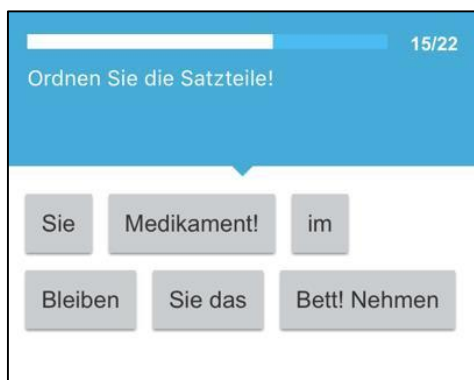 15/22
Ordnen Sie die Satzteile!
Sie Medikament! im
Bleiben Sie das Bett! Nehmen